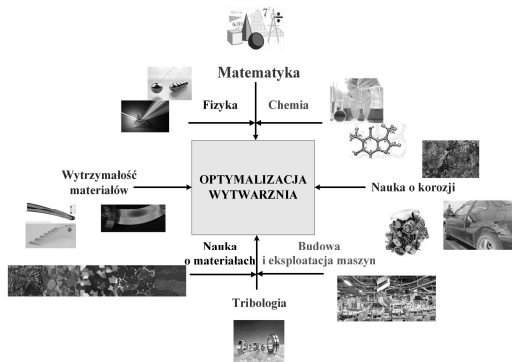 Matematyka
Fizyka
Chemia
Wytrzymałość
materiałów
OPTYMALIZACJA
WYTWARZNIA
Nauka o korozji
Nauka
o materiałach
Budowa
i eksploatacja maszyn
Tribologia